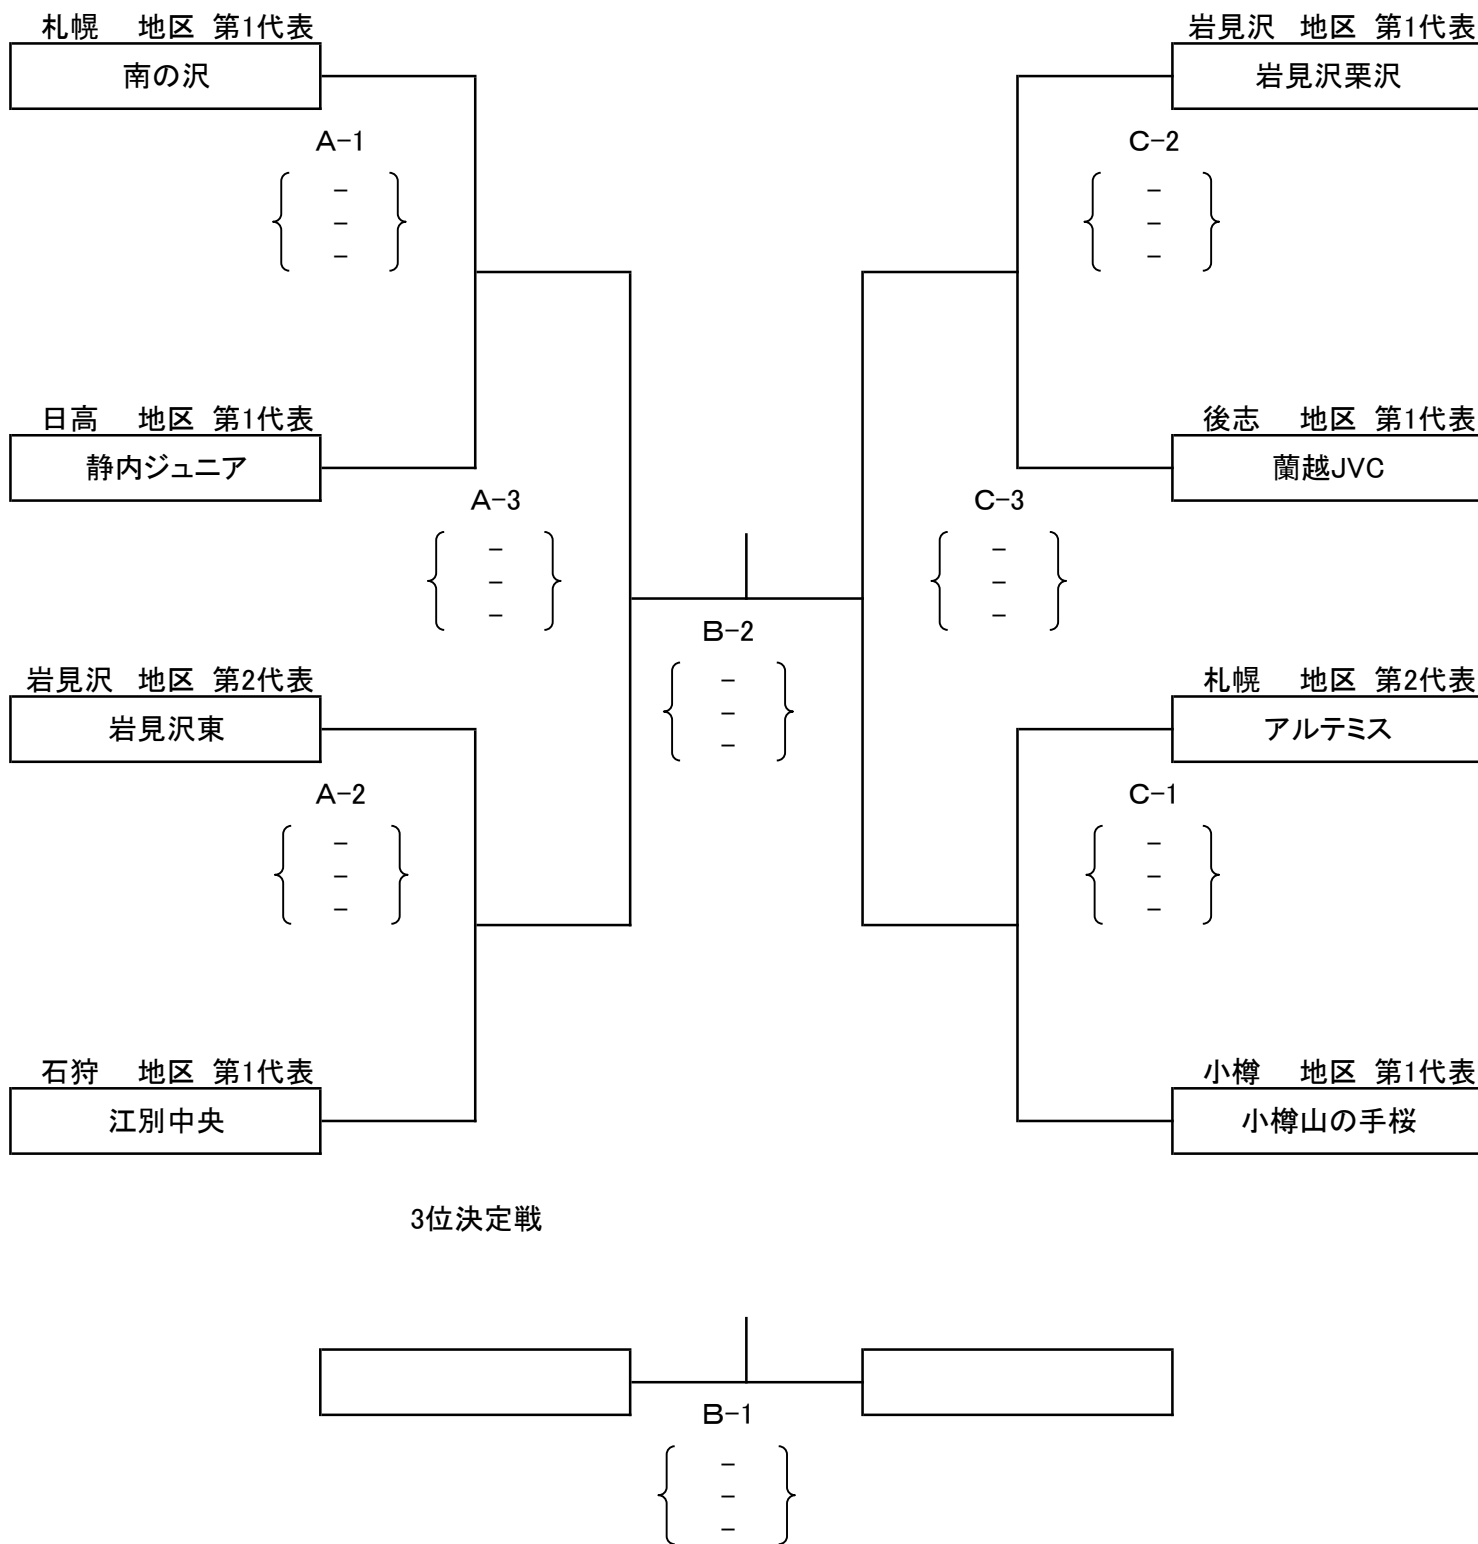 札幌 地区 第1代表
岩見沢 地区 第1代表
南の沢
岩見沢栗沢
A-1
C-2
-
-
-
-
-
-
日高 地区 第1代表
後志 地区 第1代表
静内ジュニア
蘭越JVC
A-3
C-3
-
-
-
-
-
-
B-2
-
-
-
岩見沢 地区 第2代表
札幌 地区 第2代表
岩見沢東
アルテミス
A-2
C-1
-
-
-
-
-
-
石狩 地区 第1代表
小樽 地区 第1代表
江別中央
小樽山の手桜
3位決定戦
B-1
-
-
-